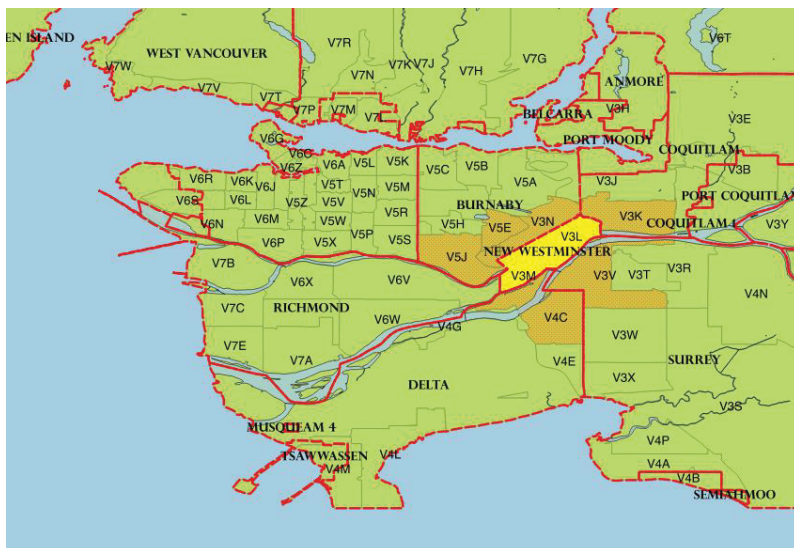 EN ISLAND
WEST VANCOUVER
V7W
V7V
V7T
V7R
V7N
V7K
V7J
V7G
V7H
V7P
V7M
V7L
V6T
ANMORE
V3H
BELCARRA
PORT MOODY
V3E
COQUITLAM
V3B
PORT COQUITLA
V6G
V6C
V6Z
V6A
V5L
V5K
V5C
V5B
V5A
V3J
V6R
V6K
V6J
V5T
V5N
V5M
V6S
V6L
V5Z
V5V
V5R
BURNABY
V3N
V3K
COQUITLAM 1
V3Y
V6N
V6M
V5W
V5P
V5S
V5H
V5E
V3L
V6P
V5X
V5J
NEW WESTMINSTER
V7B
V6X
V6V
V3M
V3V
V3T
V3R
V4N
V7C
RICHMOND
V6W
V4G
V4C
V3W
V7E
V7A
V4E
SURREY
DELTA
V3X
V3S
MUSQUEAM 4
TSAWWASSEN
V4M
V4L
V4P
V4A
V4B
SEMIAHMOO